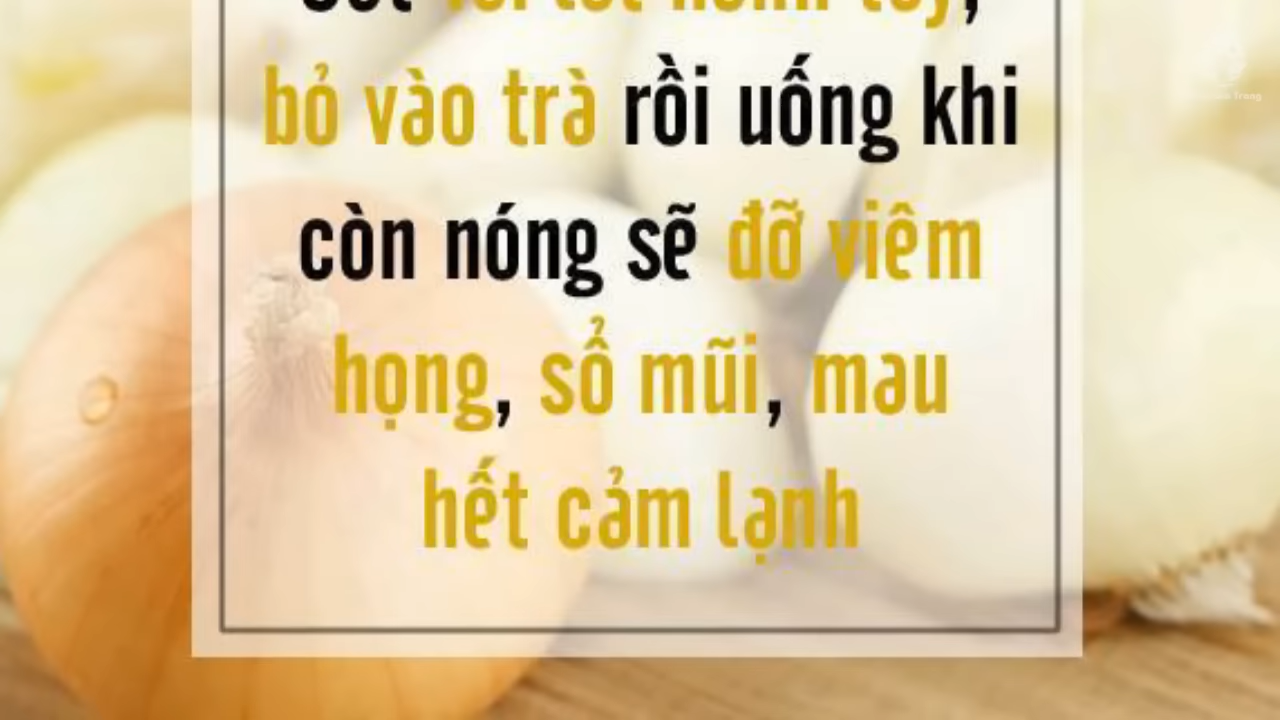 bỏ vào trà rồi uống khi
còn nóng sẽ đỡ viêm
họng, sổ mũi, mau
hết cảm lạnh